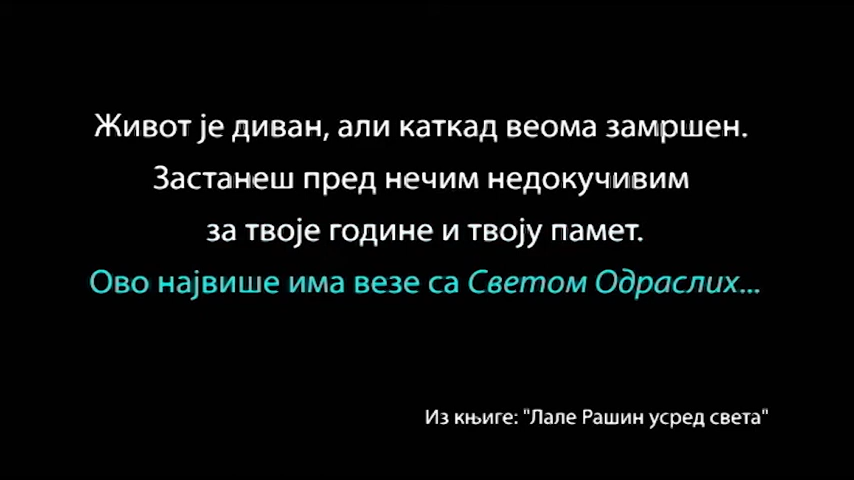 Живот је диван, али каткад веома замршен.
Застанеш пред нечим недокучивим
за твоје године и твоју памет.
Ово највише има везе са Светом Одраслих...
Из књиге: "Лале Рашин усред света"